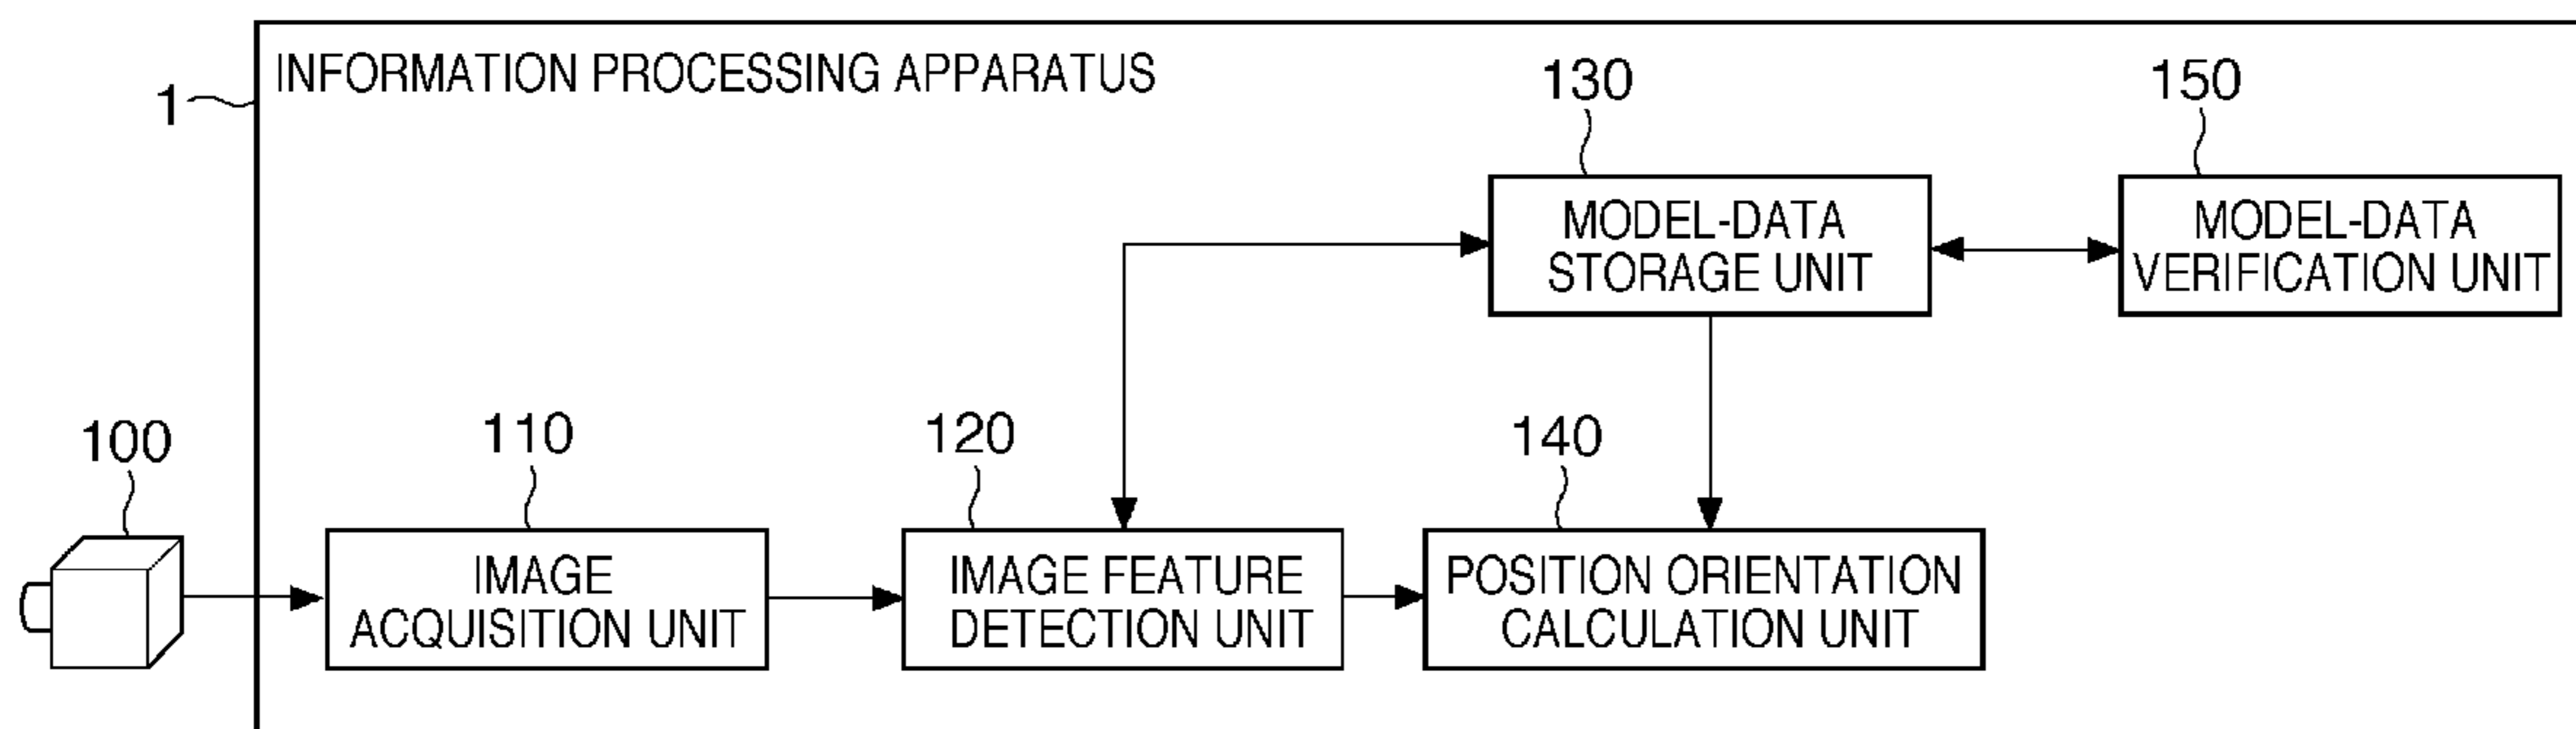 INFORMATION PROCESSING APPARATUS
1
130
150
MODEL-DATA
STORAGE UNIT
MODEL-DATA
VERIFICATION UNIT
100
110
120
140
IMAGE
ACQUISITION UNIT
IMAGE FEATURE
DETECTION UNIT
POSITION ORIENTATION
CALCULATION UNIT